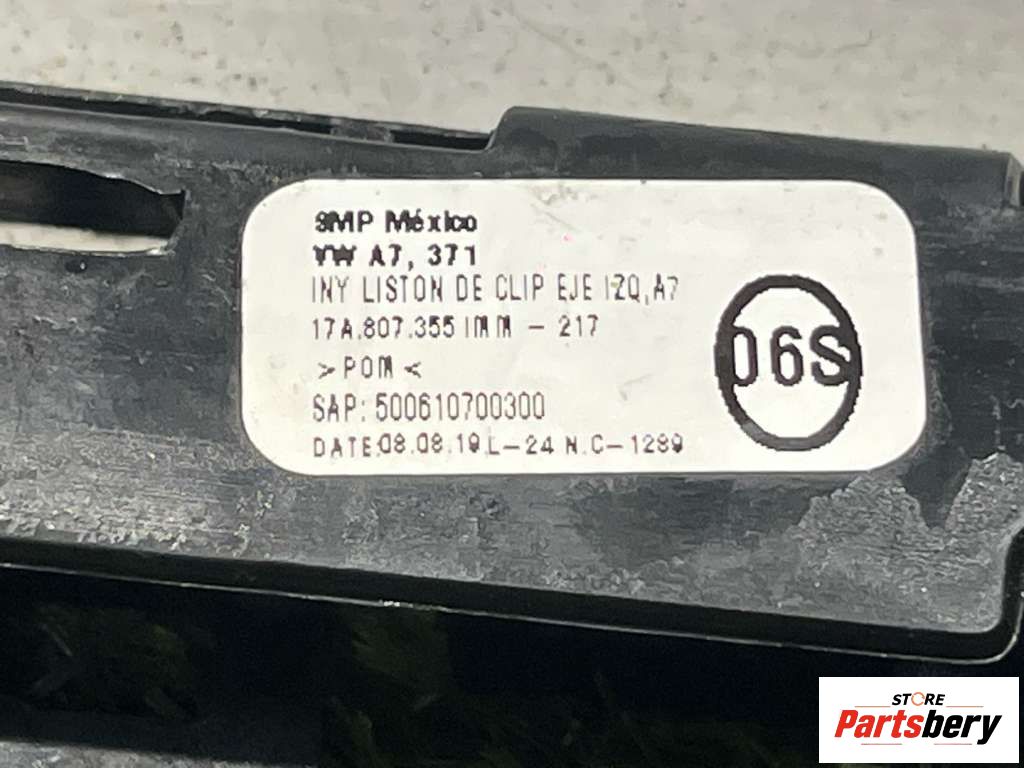 SMP México
VW A7, 371
INY LISTON DE CLIP EJE IZQ,A7
17A.807.355 IMM - 217
>POM<
SAP: 500610700300
DATE:08.08.19 L-24 N.C-1289
06S
STORE
Partsbery